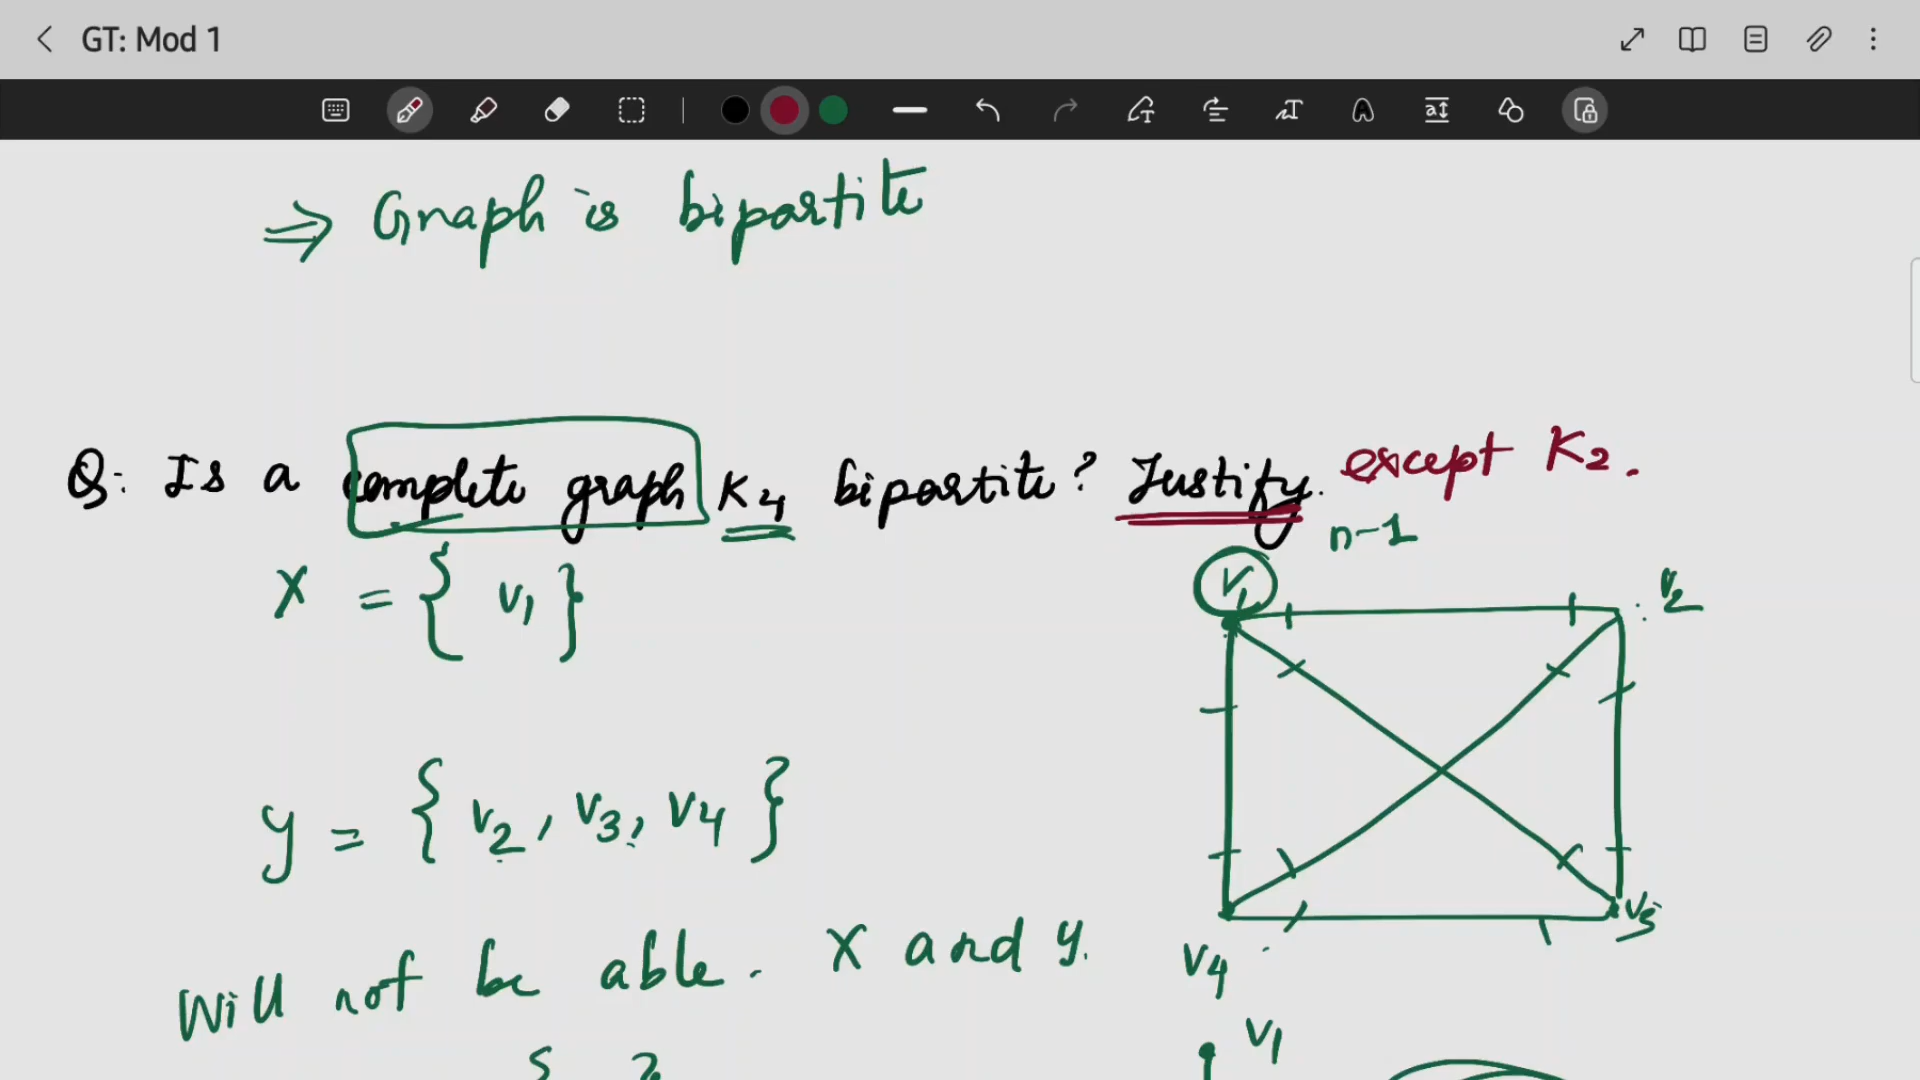 GT: Mod 1
⇒ Graph is bipartite
Q: Is a complete graph K4 bipartite? Justify. except K2.
n-1
X = { v1 }
V1
v2
y = { v2, v3, v4 }
v3
Will not be able. X and y.
v4
v1